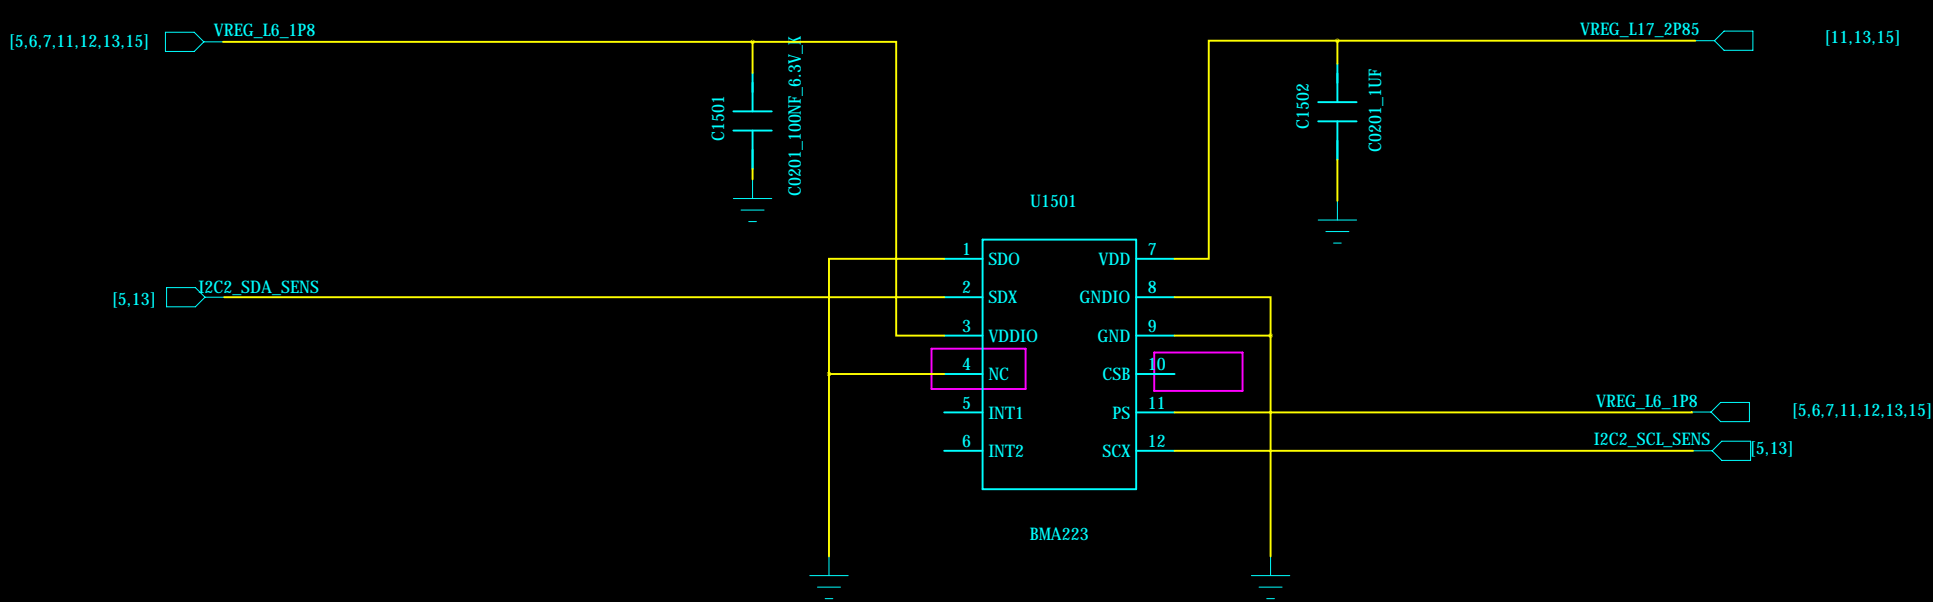 VREG_L6_1P8
[5,6,7,11,12,13,15]
C1501
C0201_100NF_6.3V_K
VREG_L17_2P85
[11,13,15]
C1502
C0201_1UF
U1501
I2C2_SDA_SENS
[5,13]
1 SDO VDD 7
2 SDX GNDIO 8
3 VDDIO GND 9
4 NC CSB 10
5 INT1 PS 11
6 INT2 SCX 12
VREG_L6_1P8
[5,6,7,11,12,13,15]
I2C2_SCL_SENS
[5,13]
BMA223